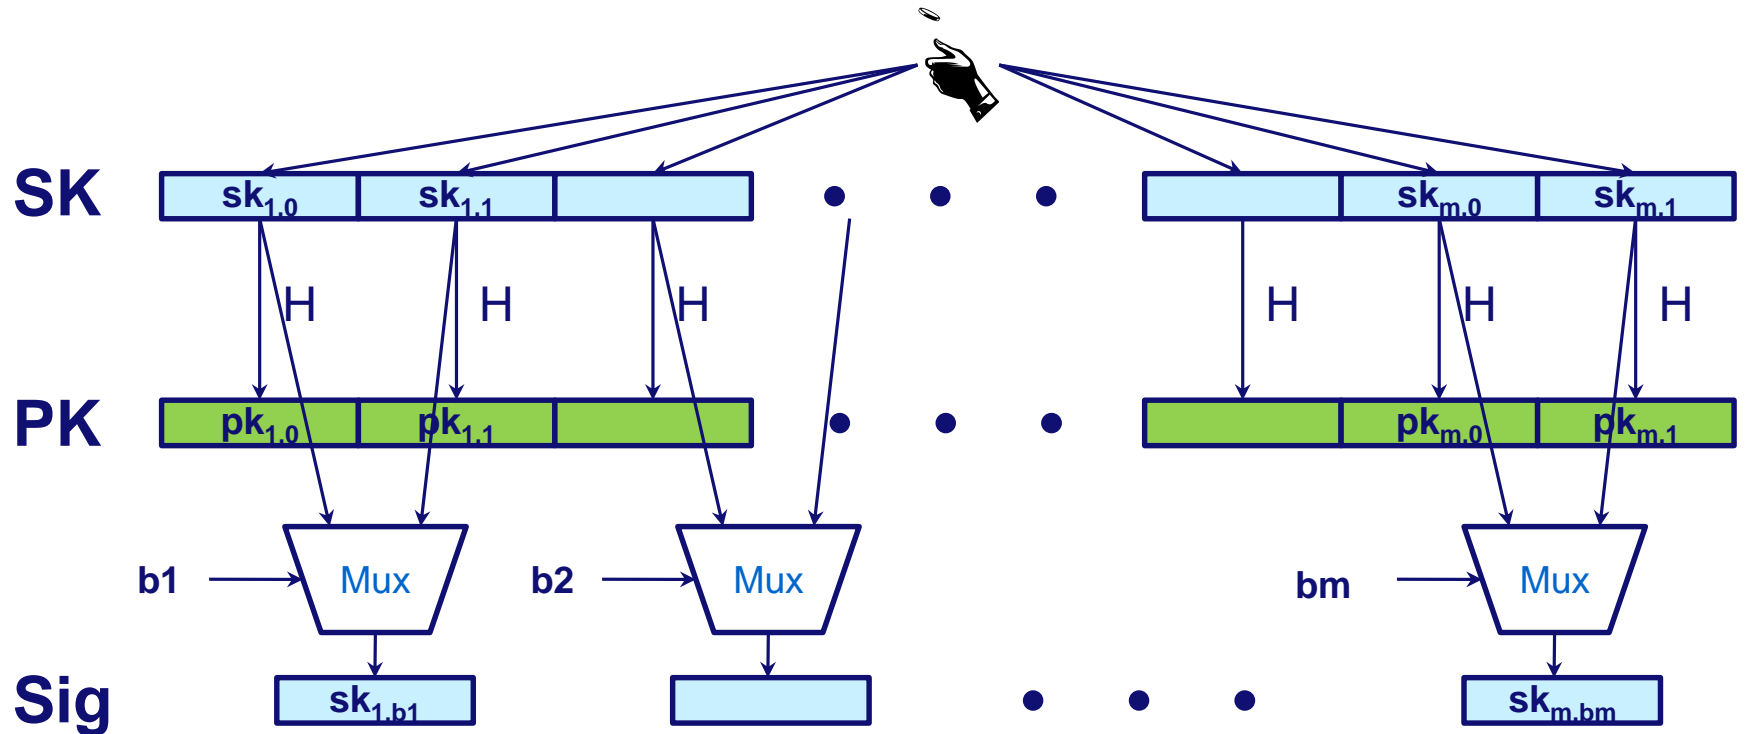 SK sk1,0 sk1,1 skm,0 skm,1
H H H H H H
PK pk1,0 pk1,1 pkm,0 pkm,1
b1 Mux b2 Mux bm Mux
Sig sk1,b1 skm,bm